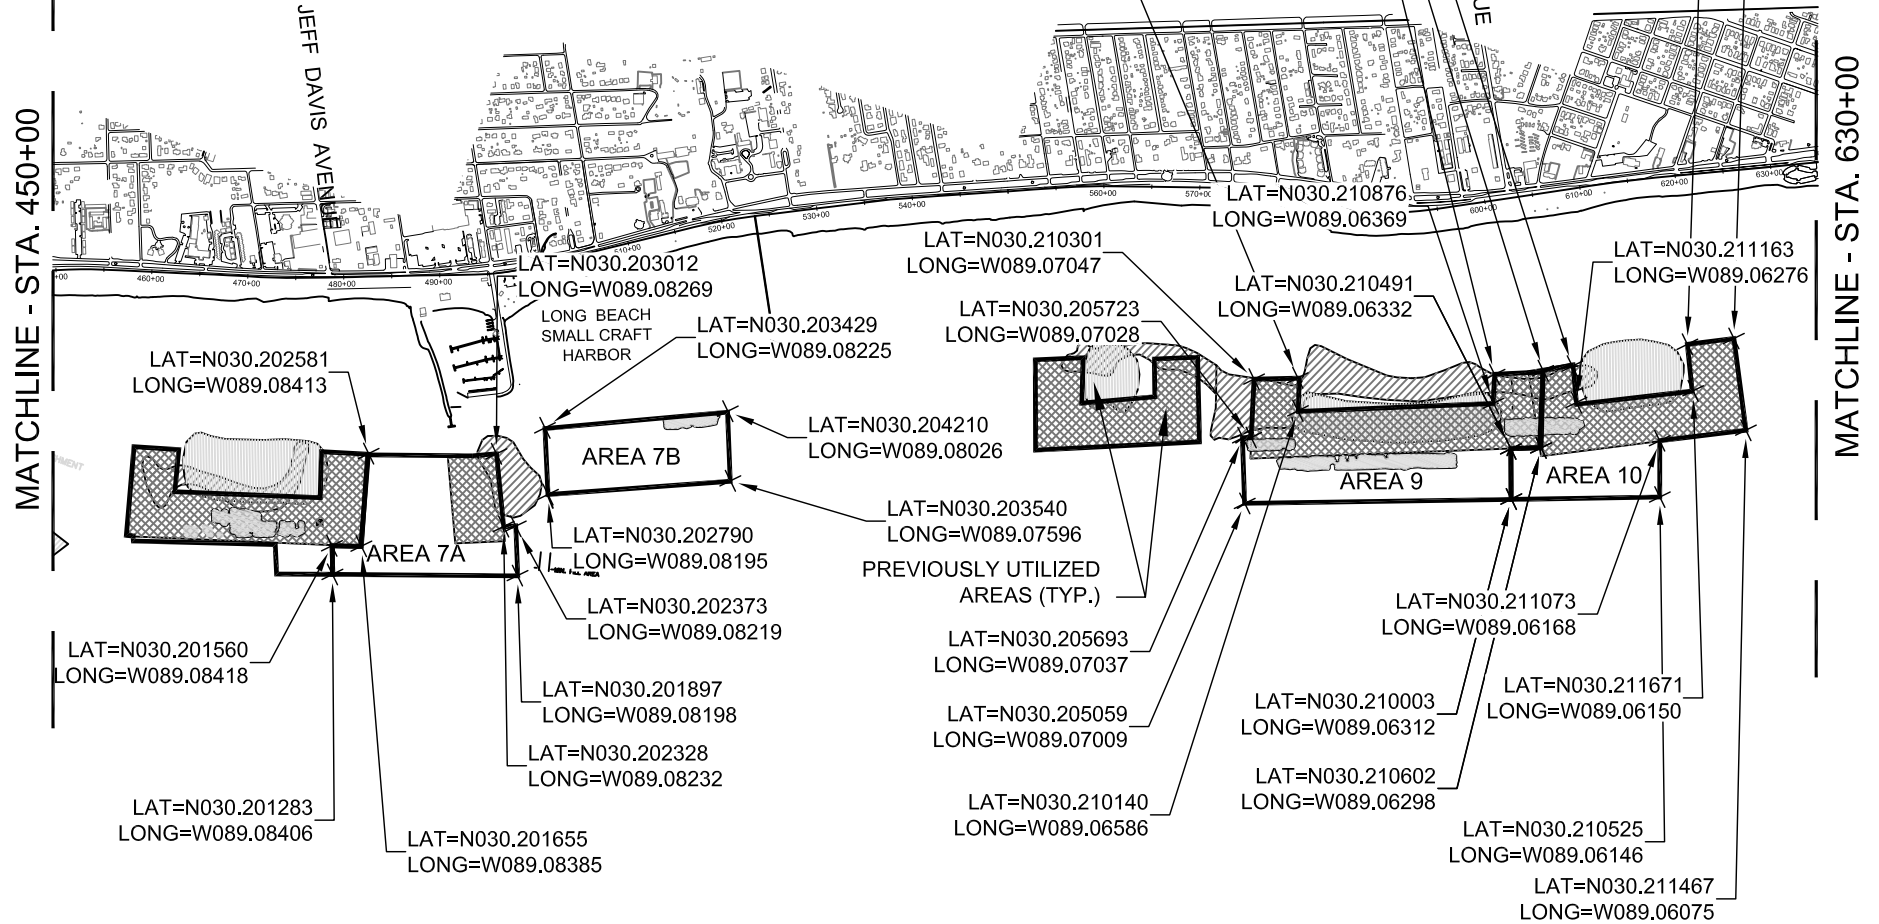 MATCHLINE - STA. 450+00
JEFF DAVIS AVENUE
UE
MATCHLINE - STA. 630+00
+00
460+00
470+00
480+00
490+00
510+00
520+00
530+00
540+00
560+00
570+0
600+00
610+00
620+00
630+00
LAT=N030.210876
LONG=W089.06369
LAT=N030.210301
LONG=W089.07047
LAT=N030.211163
LONG=W089.06276
LAT=N030.203012
LONG=W089.08269
LONG BEACH
SMALL CRAFT
HARBOR
LAT=N030.210491
LONG=W089.06332
LAT=N030.205723
LONG=W089.07028
LAT=N030.203429
LONG=W089.08225
LAT=N030.202581
LONG=W089.08413
LAT=N030.204210
LONG=W089.08026
AREA 7B
HMENT
AREA 9
AREA 10
LAT=N030.203540
LONG=W089.07596
LAT=N030.202790
LONG=W089.08195
AREA 7A
PREVIOUSLY UTILIZED
AREAS (TYP.)
LAT=N030.202373
LONG=W089.08219
LAT=N030.211073
LONG=W089.06168
LAT=N030.205693
LONG=W089.07037
LAT=N030.201560
LONG=W089.08418
LAT=N030.201897
LONG=W089.08198
LAT=N030.211671
LONG=W089.06150
LAT=N030.210003
LONG=W089.06312
LAT=N030.205059
LONG=W089.07009
LAT=N030.202328
LONG=W089.08232
LAT=N030.210602
LONG=W089.06298
LAT=N030.201283
LONG=W089.08406
LAT=N030.210140
LONG=W089.06586
LAT=N030.201655
LONG=W089.08385
LAT=N030.210525
LONG=W089.06146
LAT=N030.211467
LONG=W089.06075